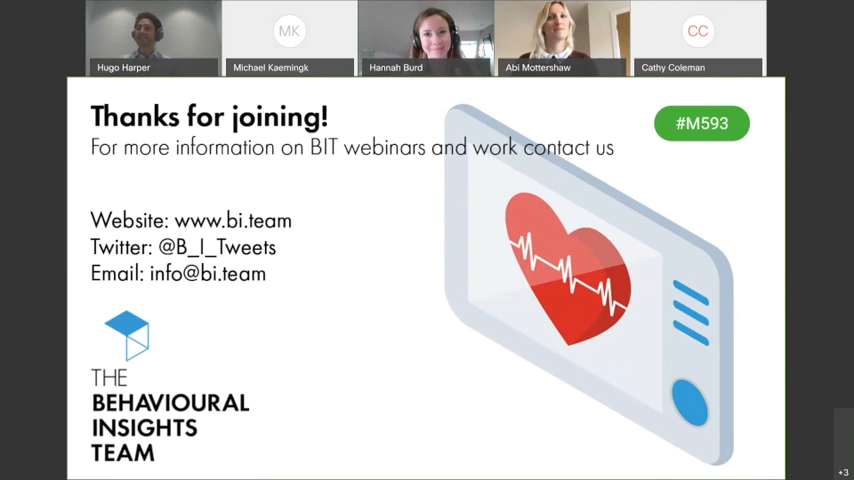 MK
CC
Hugo Harper
Michael Kaemingk
Hannah Burd
Abi Mottershaw
Cathy Coleman
Thanks for joining!
#M593
For more information on BIT webinars and work contact us
Website: www.bi.team
Twitter: @B_I_Tweets
Email: info@bi.team
THE
BEHAVIOURAL
INSIGHTS
TEAM
+3